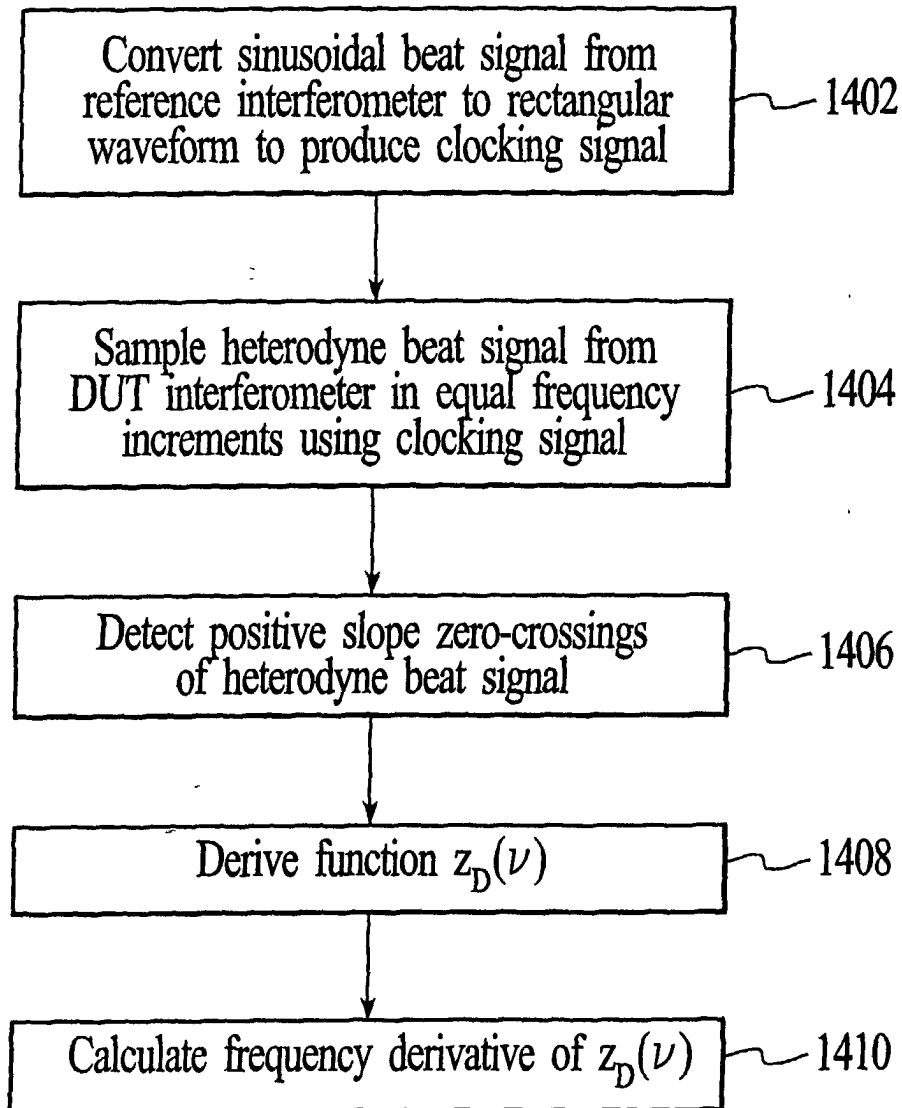 Convert sinusoidal beat signal from
reference interferometer to rectangular
waveform to produce clocking signal
1402
Sample heterodyne beat signal from
DUT interferometer in equal frequency
increments using clocking signal
1404
Detect positive slope zero-crossings
of heterodyne beat signal
1406
Derive function z_D(ν)
1408
Calculate frequency derivative of z_D(ν)
1410